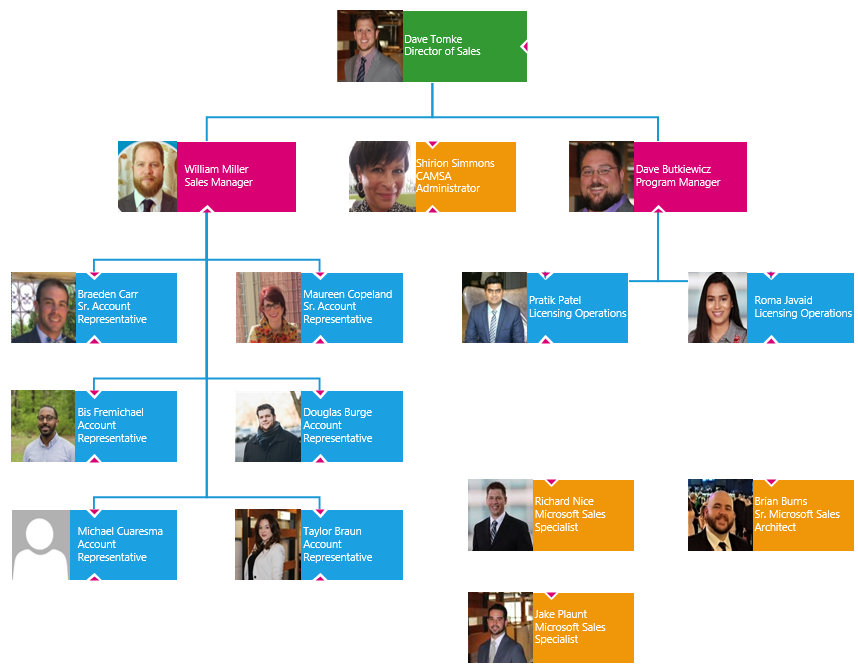 Dave Tomke
Director of Sales
William Miller
Sales Manager
Shirion Simmons
CAMSA
Administrator
Dave Butkiewicz
Program Manager
Braeden Carr
Sr. Account
Representative
Maureen Copeland
Sr. Account
Representative
Pratik Patel
Licensing Operations
Roma Javaid
Licensing Operations
Bis Fremichael
Account
Representative
Douglas Burge
Account
Representative
Richard Nice
Microsoft Sales
Specialist
Brian Burns
Sr. Microsoft Sales
Architect
Michael Cuaresma
Account
Representative
Taylor Braun
Account
Representative
Jake Plaunt
Microsoft Sales
Specialist